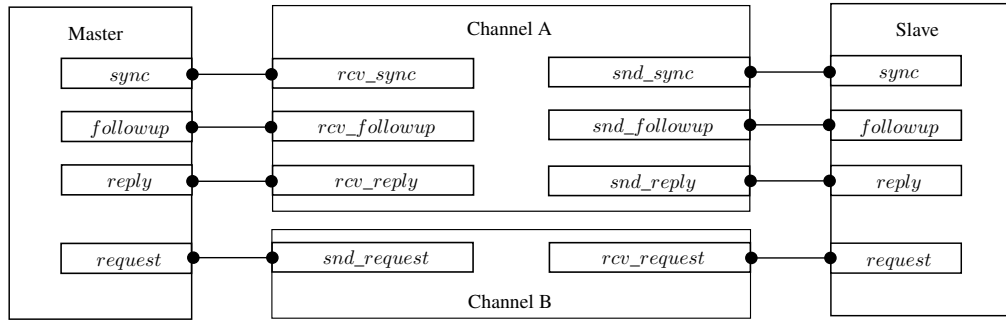 Master
Channel A
Slave
sync
rcv_sync
snd_sync
sync
followup
rcv_followup
snd_followup
followup
reply
rcv_reply
snd_reply
reply
request
snd_request
rcv_request
request
Channel B